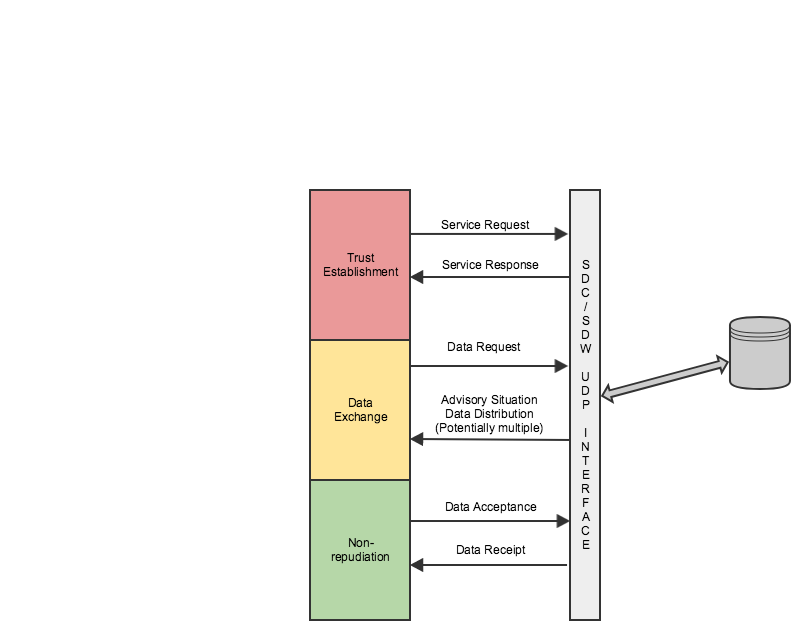 Service Request
Trust
Establishment
Service Response
Data Request
Data
Exchange
Advisory Situation
Data Distribution
(Potentially multiple)
Data Acceptance
Non-
repudiation
Data Receipt
SDC/SDW UDP INTERFACE